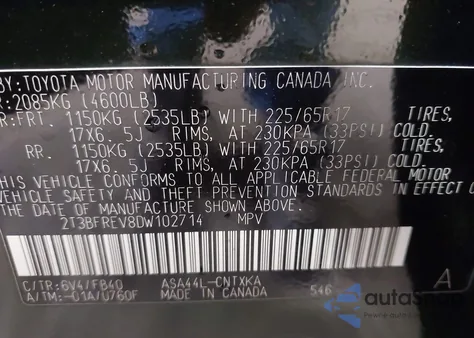 BY: TOYOTA MOTOR MANUFACTURING CANADA INC.
:2085KG (4600LB)
R:FRT. 1150KG (2535LB) WITH 225/65R17 TIRES,
17X6.5J RIMS, AT 230KPA (33PSI) COLD.
RR. 1150KG (2535LB) WITH 225/65R17 TIRES,
17X6.5J RIMS, AT 230KPA (33PSI) COLD.
THIS VEHICLE CONFORMS TO ALL APPLICABLE FEDERAL MOTOR
VEHICLE SAFETY AND THEFT PREVENTION STANDARDS IN EFFECT O
THE DATE OF MANUFACTURE SHOWN ABOVE.
2T3BFREV8DW102714 MPV
C/TR:6V4/FB40 ASA44L-CNTXKA
A/TM:-01A/U760F MADE IN CANADA 546 A